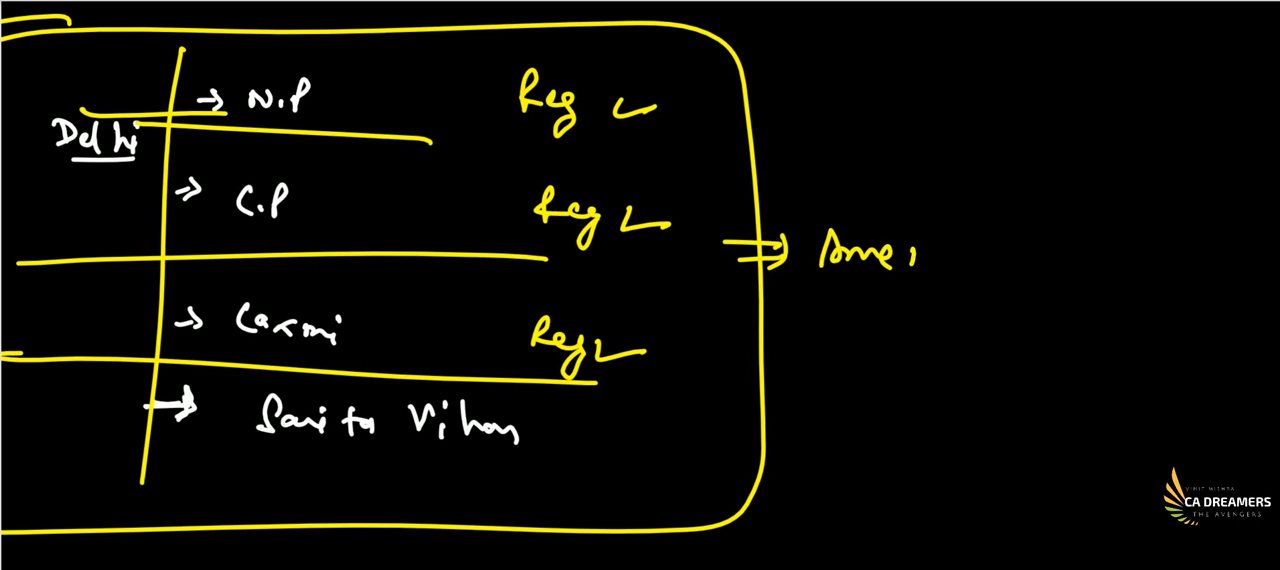 → N.P Reg ✓
Delhi
→ C.P Reg ✓
⇒ Ame
→ Laxmi Reg ✓
→ Sarita Vihar
VINIT MISHRA
CA DREAMERS
THE AVENGERS